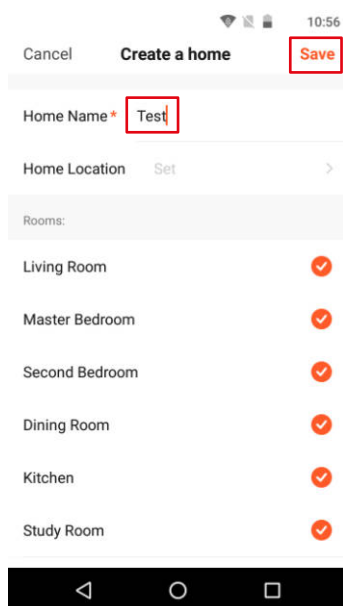 10:56
Cancel Create a home Save
Home Name* Test
Home Location Set
Rooms:
Living Room
Master Bedroom
Second Bedroom
Dining Room
Kitchen
Study Room